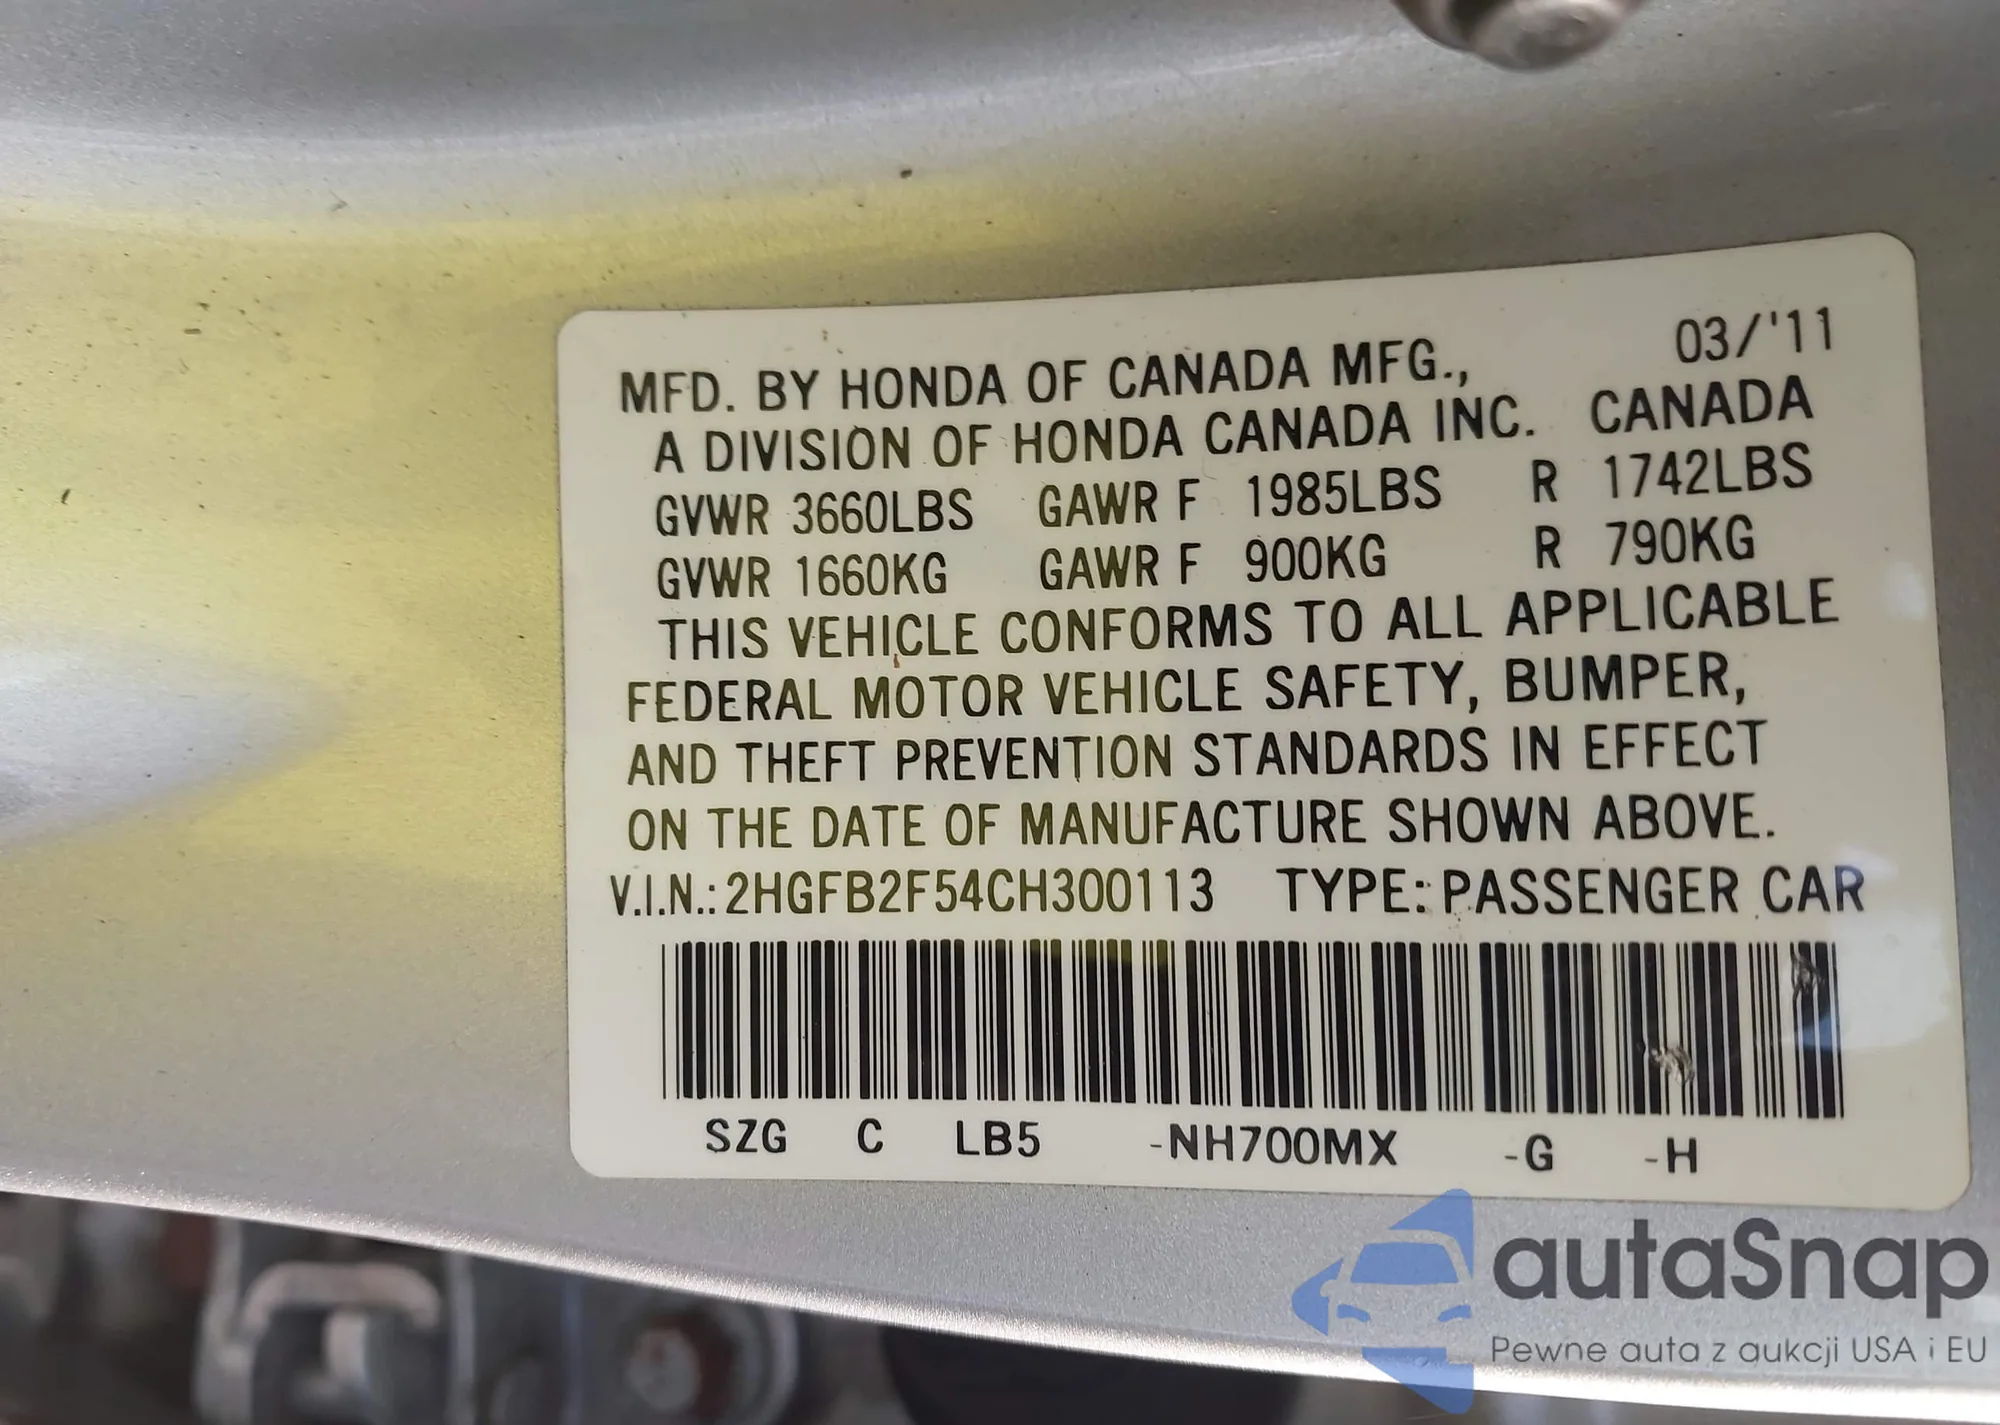 03/'11
MFD. BY HONDA OF CANADA MFG.,
A DIVISION OF HONDA CANADA INC. CANADA
GVWR 3660LBS GAWR F 1985LBS R 1742LBS
GVWR 1660KG GAWR F 900KG R 790KG
THIS VEHICLE CONFORMS TO ALL APPLICABLE
FEDERAL MOTOR VEHICLE SAFETY, BUMPER,
AND THEFT PREVENTION STANDARDS IN EFFECT
ON THE DATE OF MANUFACTURE SHOWN ABOVE.
V.I.N.: 2HGFB2F54CH300113 TYPE: PASSENGER CAR
SZG C LB5 -NH700MX -G -H
autaSnap
Pewne auta z aukcji USA i EU